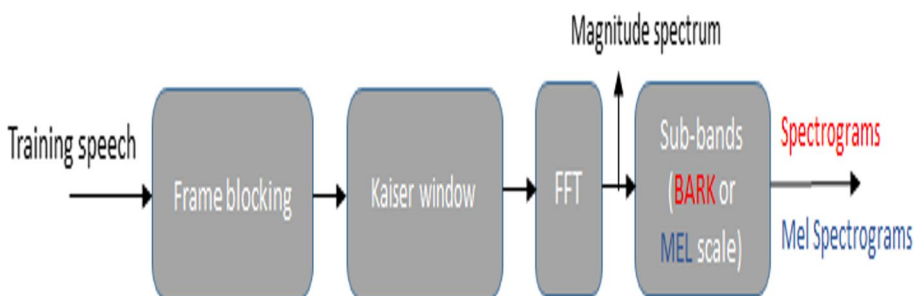 Magnitude spectrum
Training speech
Frame blocking
Kaiser window
FFT
Sub-bands
(BARK or
MEL scale)
Spectrograms
Mel Spectrograms